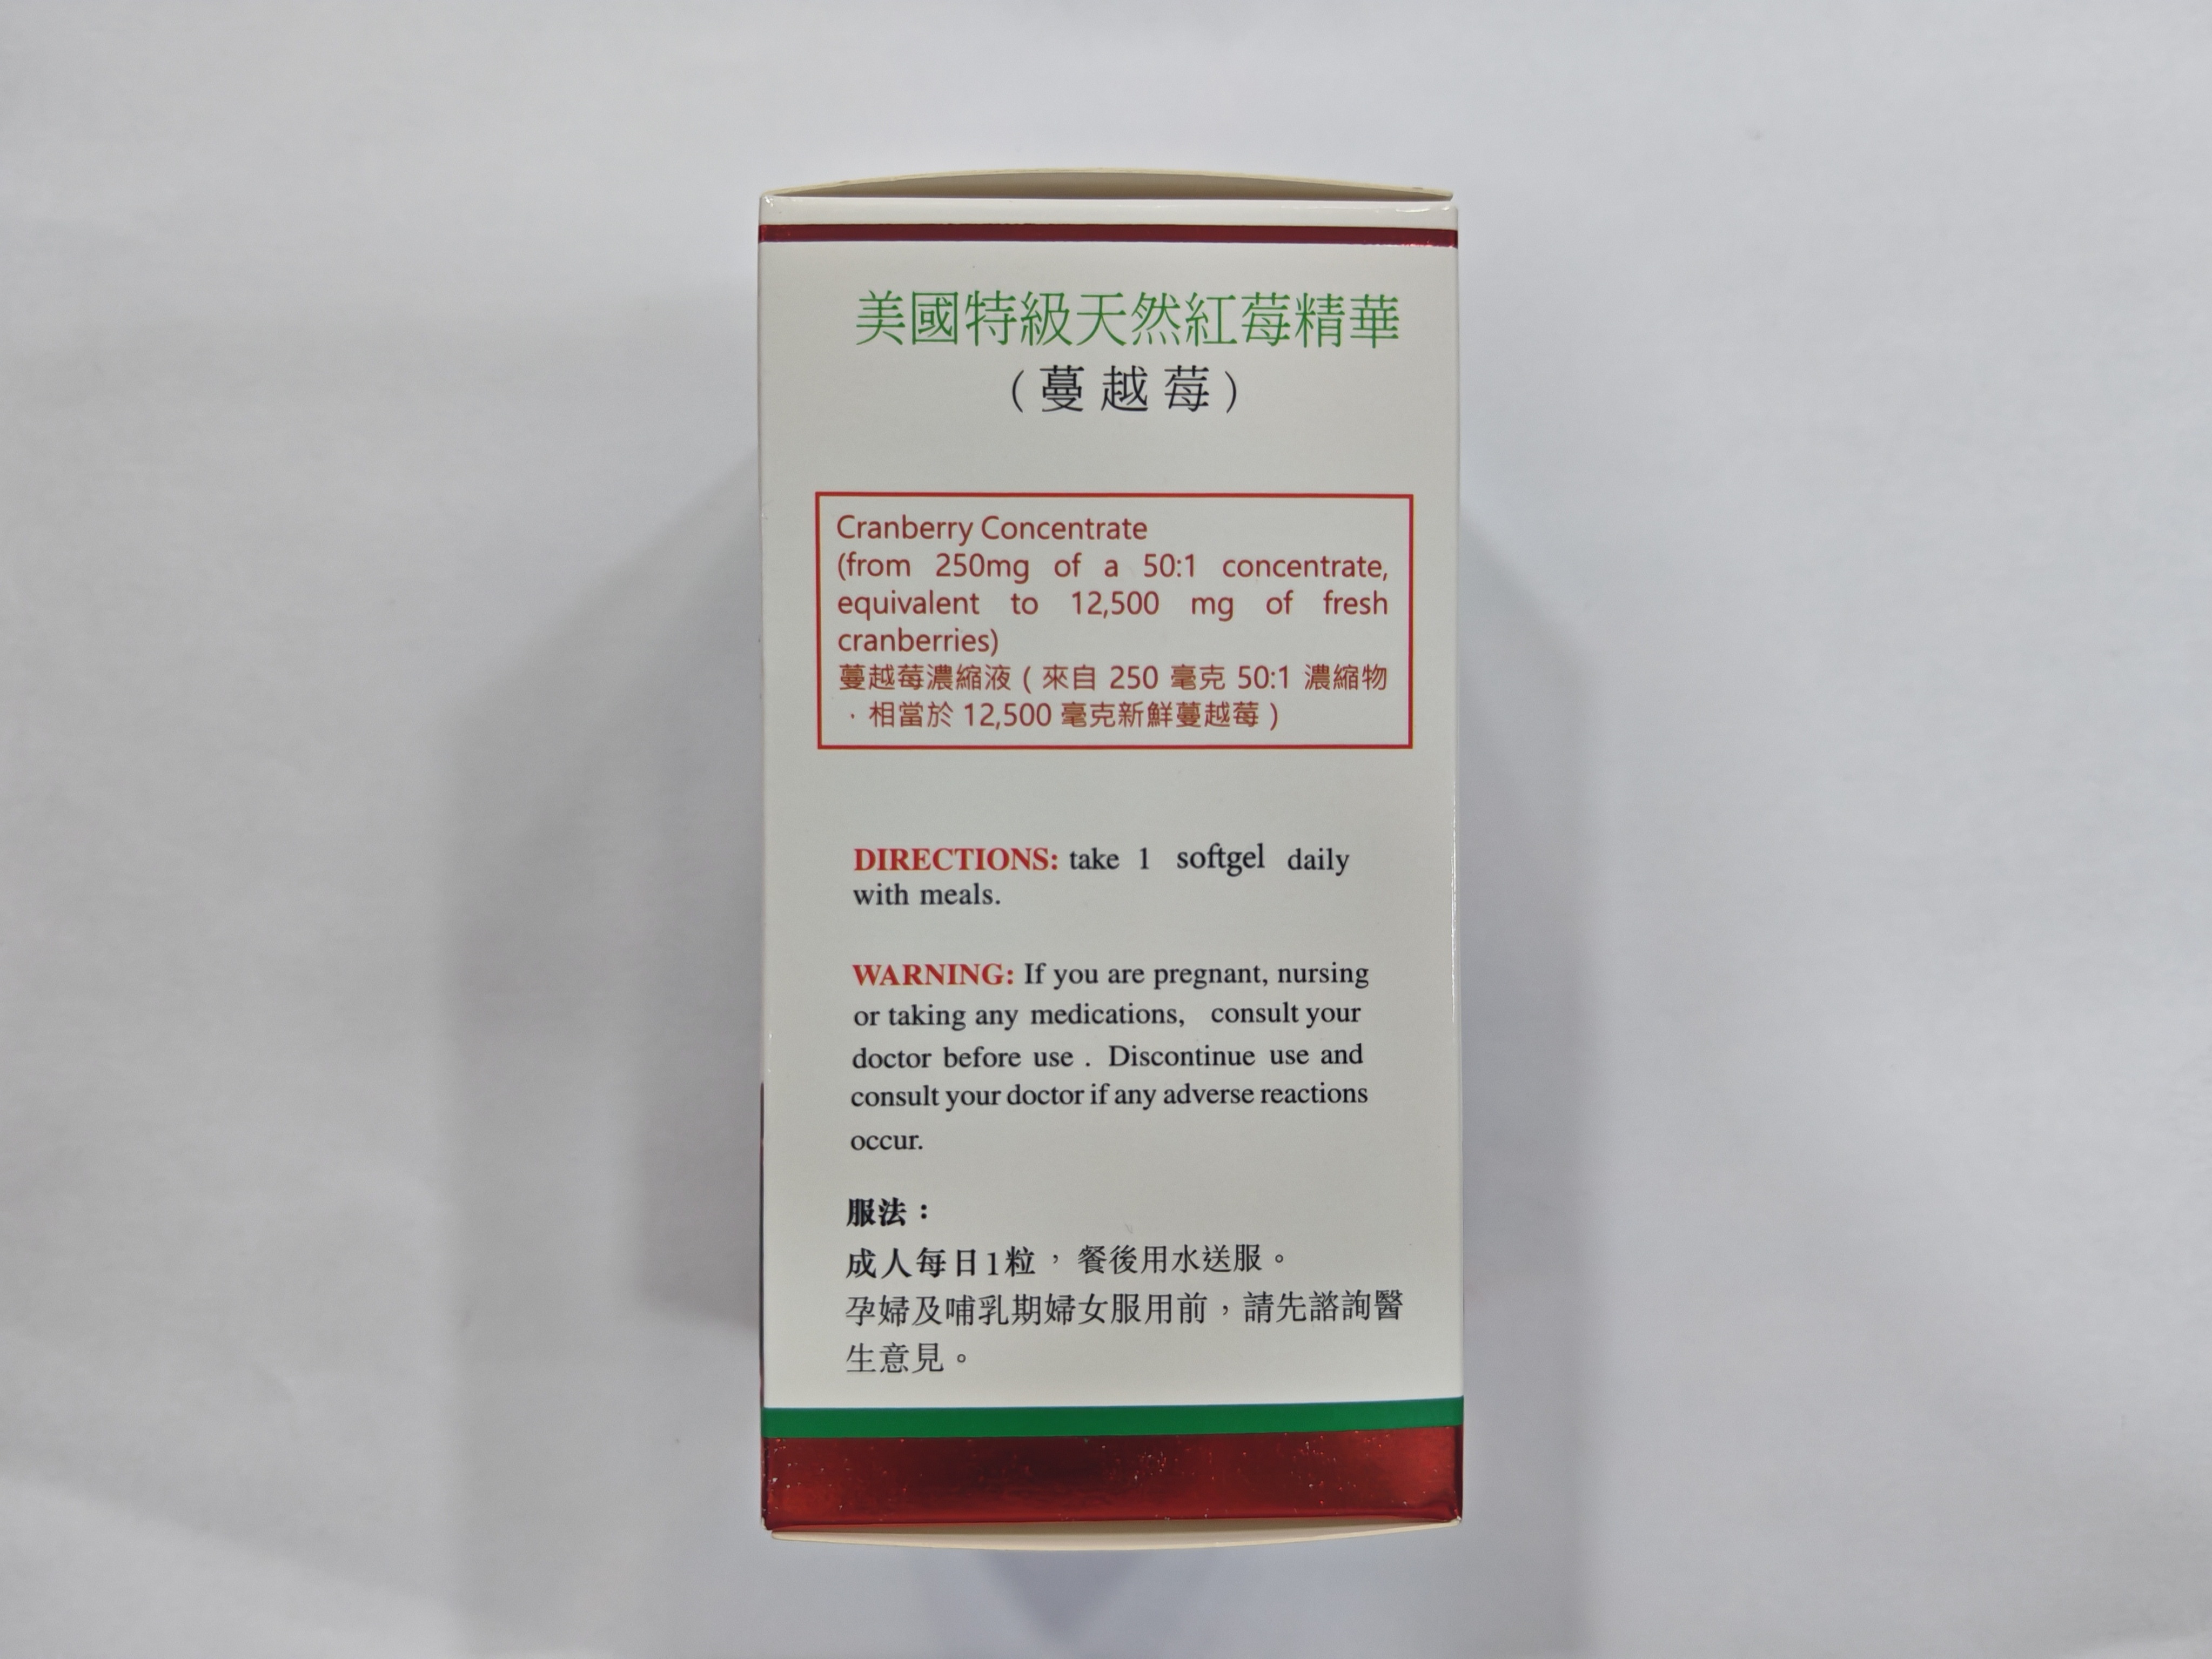 美國特級天然紅莓精華
(蔓越莓)
Cranberry Concentrate
(from 250mg of a 50:1 concentrate,
equivalent to 12,500 mg of fresh
cranberries)
蔓越莓濃縮液 ( 來自 250 毫克 50:1 濃縮物
，相當於 12,500 毫克新鮮蔓越莓 )
DIRECTIONS: take 1 softgel daily
with meals.
WARNING: If you are pregnant, nursing
or taking any medications, consult your
doctor before use . Discontinue use and
consult your doctor if any adverse reactions
occur.
服法：
成人每日1粒，餐後用水送服。
孕婦及哺乳期婦女服用前，請先諮詢醫
生意見。